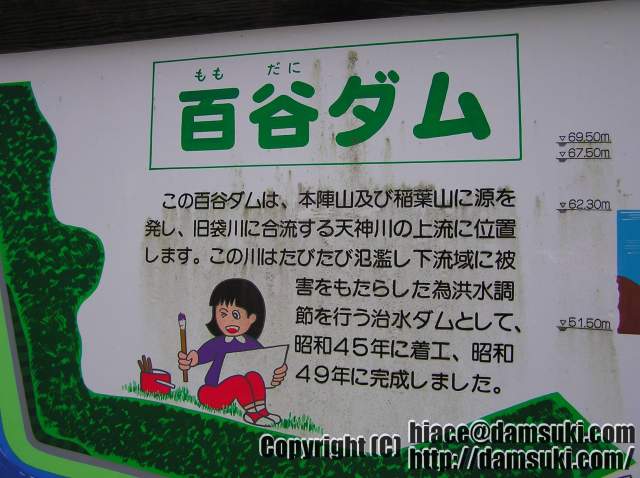 ももだに
百谷ダム
この百谷ダムは、本陣山及び稲葉山に源を
発し、旧袋川に合流する天神川の上流に位置
します。この川はたびたび氾濫し下流域に被
害をもたらした為洪水調
節を行う治水ダムとして、
昭和45年に着工、昭和
49年に完成しました。
▽69.50m
▽67.50m
▽62.30m
▽51.50m
Copyright (C) hiace@damsuki.com
http://damsuki.com/